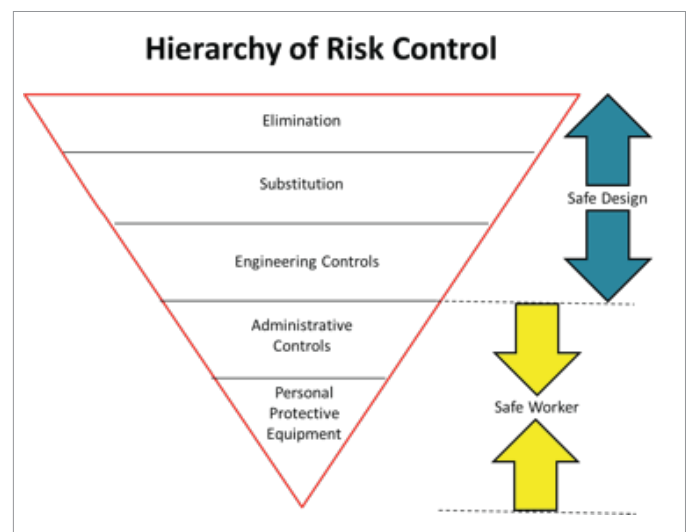 Hierarchy of Risk Control
Elimination
Substitution
Safe Design
Engineering Controls
Administrative
Controls
Personal
Protective
Equipment
Safe Worker